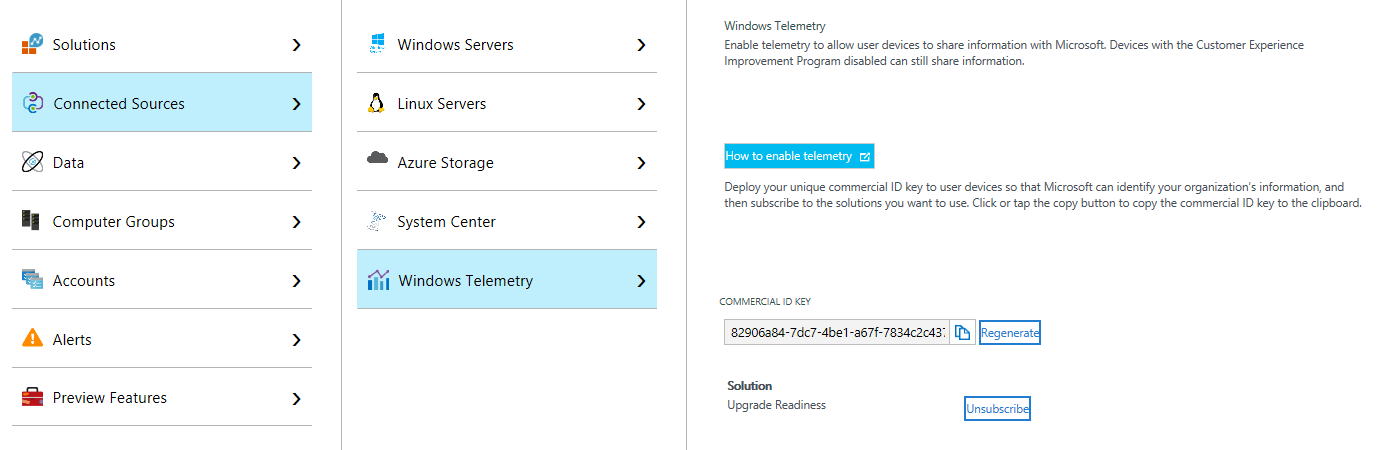 Solutions
Connected Sources
Data
Computer Groups
Accounts
Alerts
Preview Features
Windows Servers
Linux Servers
Azure Storage
System Center
Windows Telemetry
Windows Telemetry
Enable telemetry to allow user devices to share information with Microsoft. Devices with the Customer Experience
Improvement Program disabled can still share information.
How to enable telemetry
Deploy your unique commercial ID key to user devices so that Microsoft can identify your organization's information, and
then subscribe to the solutions you want to use. Click or tap the copy button to copy the commercial ID key to the clipboard.
COMMERCIAL ID KEY
82906a84-7dc7-4be1-a67f-7834c2c437
Regenerate
Solution
Upgrade Readiness
Unsubscribe